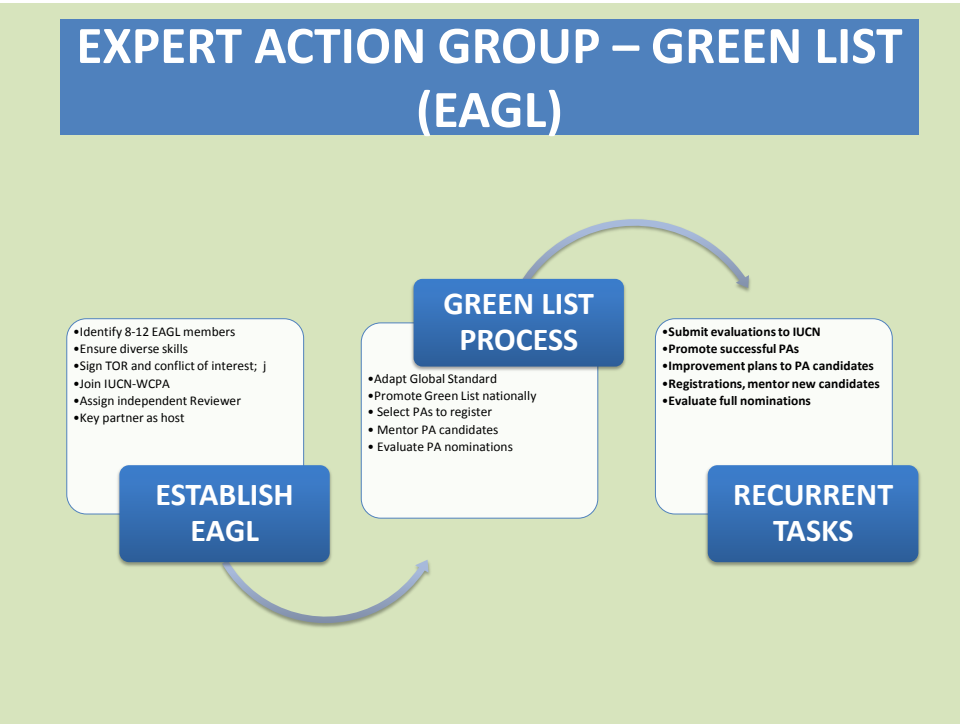 EXPERT ACTION GROUP – GREEN LIST
(EAGL)
•Identify 8-12 EAGL members
•Ensure diverse skills
•Sign TOR and conflict of interest; j
•Join IUCN-WCPA
•Assign independent Reviewer
•Key partner as host
ESTABLISH
EAGL
GREEN LIST
PROCESS
•Adapt Global Standard
•Promote Green List nationally
• Select PAs to register
• Mentor PA candidates
• Evaluate PA nominations
•Submit evaluations to IUCN
•Promote successful PAs
•Improvement plans to PA candidates
•Registrations, mentor new candidates
•Evaluate full nominations
RECURRENT
TASKS